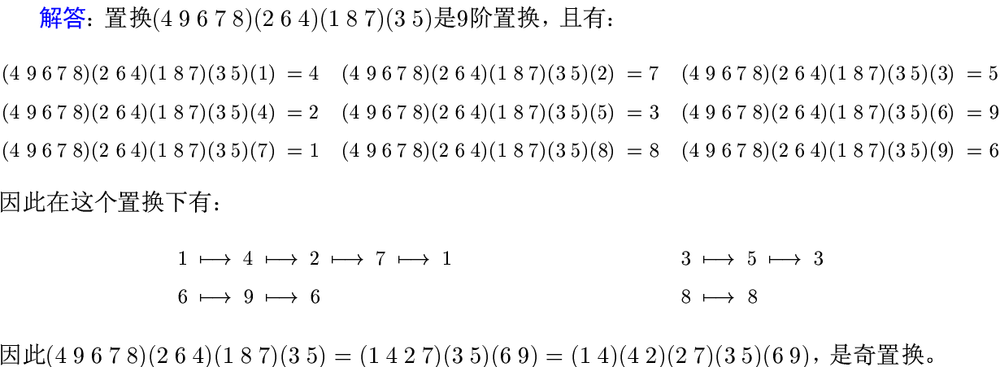 解答：置换(4 9 6 7 8)(2 6 4)(1 8 7)(3 5)是9阶置换，且有：
(4 9 6 7 8)(2 6 4)(1 8 7)(3 5)(1) = 4 (4 9 6 7 8)(2 6 4)(1 8 7)(3 5)(2) = 7 (4 9 6 7 8)(2 6 4)(1 8 7)(3 5)(3) = 5
(4 9 6 7 8)(2 6 4)(1 8 7)(3 5)(4) = 2 (4 9 6 7 8)(2 6 4)(1 8 7)(3 5)(5) = 3 (4 9 6 7 8)(2 6 4)(1 8 7)(3 5)(6) = 9
(4 9 6 7 8)(2 6 4)(1 8 7)(3 5)(7) = 1 (4 9 6 7 8)(2 6 4)(1 8 7)(3 5)(8) = 8 (4 9 6 7 8)(2 6 4)(1 8 7)(3 5)(9) = 6
因此在这个置换下有：
1 ⟼ 4 ⟼ 2 ⟼ 7 ⟼ 1 3 ⟼ 5 ⟼ 3
6 ⟼ 9 ⟼ 6 8 ⟼ 8
因此(4 9 6 7 8)(2 6 4)(1 8 7)(3 5) = (1 4 2 7)(3 5)(6 9) = (1 4)(4 2)(2 7)(3 5)(6 9)，是奇置换。